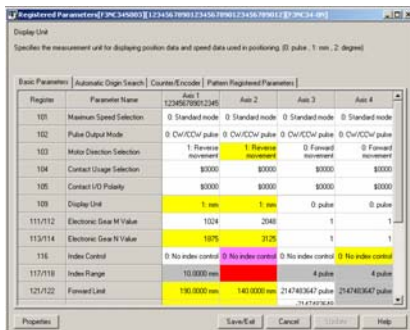 Registered Parameters[F3NC34S003][12345678901234567890123456789012][F3NC34-0N]
Display Unit
Specifies the measurement unit for displaying position data and speed data used in positioning. (0: pulse, 1: mm, 2: degree)
Basic Parameters Automatic Origin Search Counter/Encoder Pattern Registered Parameters
Register Parameter Name Axis 1 123456789012345 Axis 2 Axis 3 Axis 4
101 Maximum Speed Selection 0: Standard mode 0: Standard mode 0: Standard mode 0: Standard mode
102 Pulse Output Mode 0: CW/CCW pulse 0: CW/CCW pulse 0: CW/CCW pulse 0: CW/CCW pulse
103 Motor Direction Selection 1: Reverse movement 1: Reverse movement 0: Forward movement 0: Forward movement
104 Contact Usage Selection $0000 $0000 $0000 $0000
105 Contact I/O Polarity $0000 $0000 $0000 $0000
109 Display Unit 1: mm 1: mm 0: pulse 0: pulse
111/112 Electronic Gear M Value 1024 2048 1 1
113/114 Electronic Gear N Value 1875 3125 1 1
116 Index Control 0: No index control 0: No index control 0: No index control 0: No index control
117/118 Index Range 10.0000 mm 4 pulse 4 pulse
121/122 Forward Limit 190.0000 mm 140.0000 mm 2147483647 pulse 2147483647 pulse
Properties Save/Exit Cancel Update Help